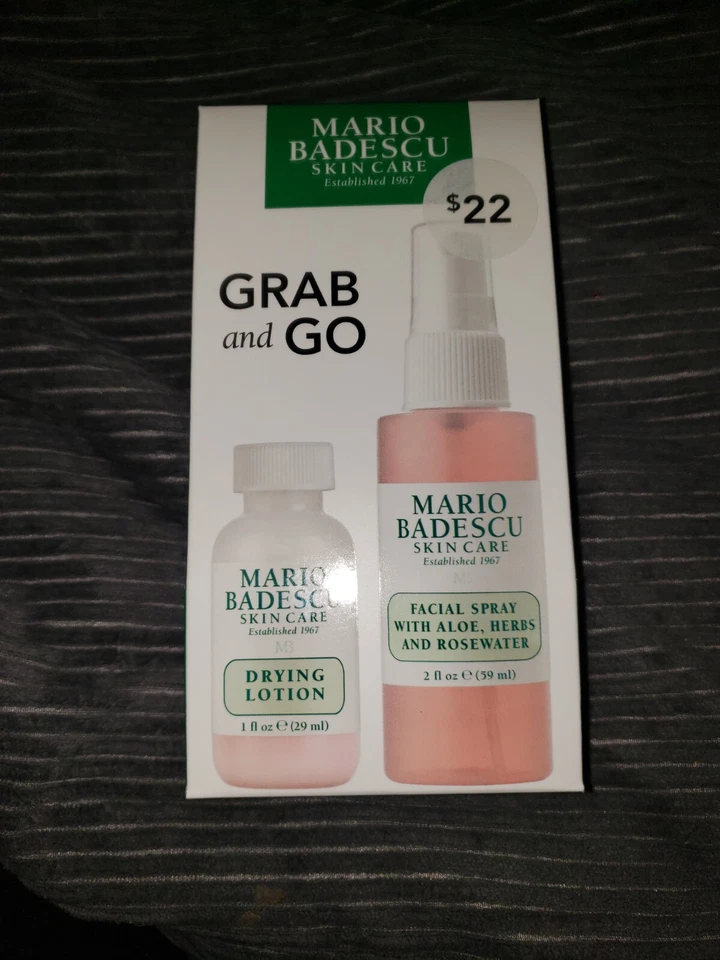 MARIO
BADESCU
SKIN CARE
Established 1967
$22
GRAB
and GO
MARIO
BADESCU
SKIN CARE
Established 1967
MB
DRYING
LOTION
1 fl oz ℮ (29 ml)
MARIO
BADESCU
SKIN CARE
Established 1967
FACIAL SPRAY
WITH ALOE, HERBS
AND ROSEWATER
2 fl oz ℮ (59 ml)